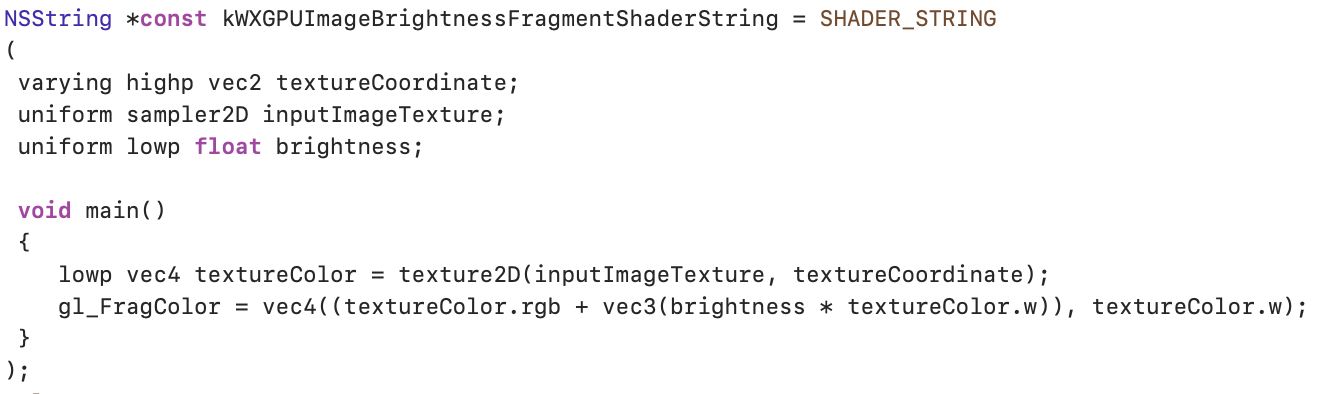 NSString *const kWXGPUImageBrightnessFragmentShaderString = SHADER_STRING
(
 varying highp vec2 textureCoordinate;
 uniform sampler2D inputImageTexture;
 uniform lowp float brightness;

 void main()
 {
    lowp vec4 textureColor = texture2D(inputImageTexture, textureCoordinate);
    gl_FragColor = vec4((textureColor.rgb + vec3(brightness * textureColor.w)), textureColor.w);
 }
);